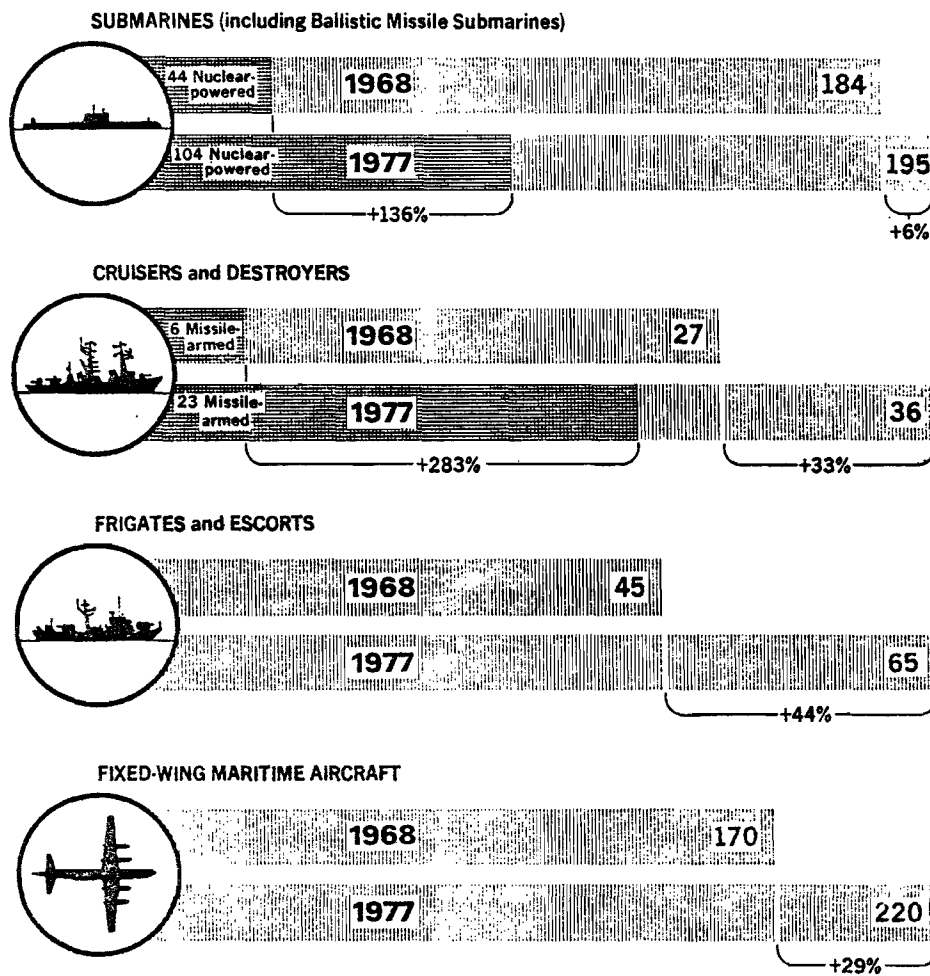 SUBMARINES (including Ballistic Missile Submarines)
44 Nuclear-
powered
1968
184
104 Nuclear-
powered
1977
195
+136%
+6%
CRUISERS and DESTROYERS
6 Missile-
armed
1968
27
23 Missile-
armed
1977
36
+283%
+33%
FRIGATES and ESCORTS
1968
45
1977
65
+44%
FIXED-WING MARITIME AIRCRAFT
1968
170
1977
220
+29%